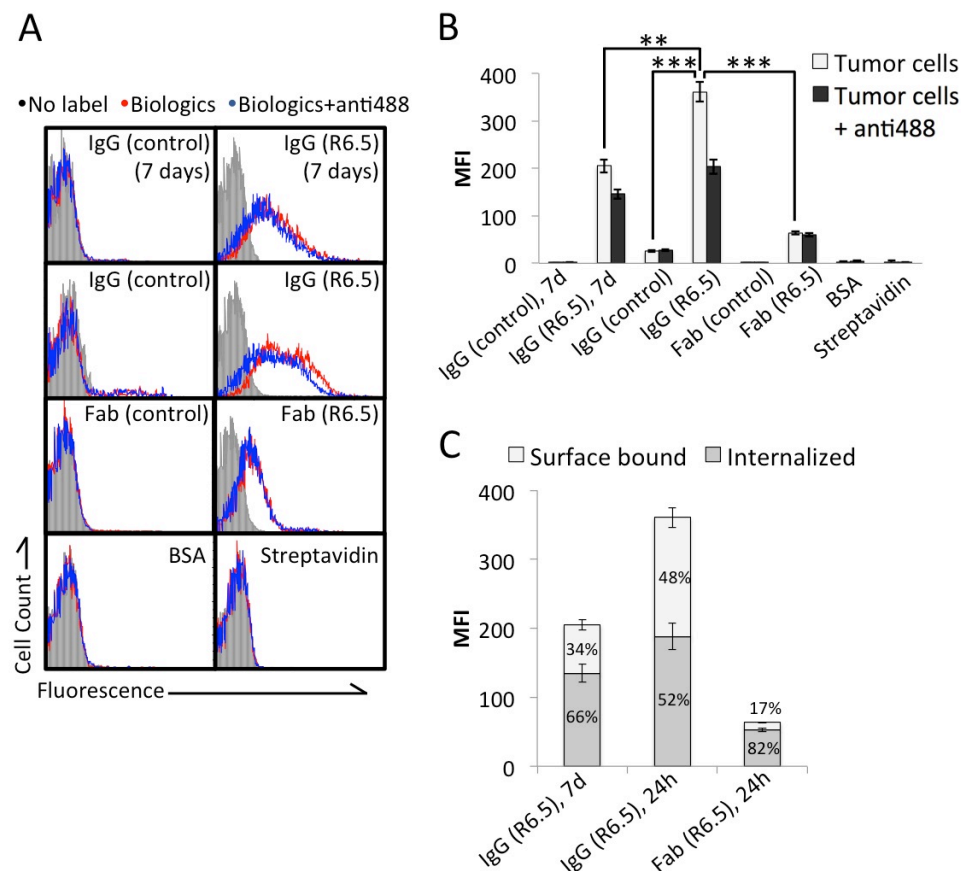 A
•No label •Biologics •Biologics+anti488
IgG (control)
(7 days)
IgG (R6.5)
(7 days)
IgG (control)
IgG (R6.5)
Fab (control)
Fab (R6.5)
BSA
Streptavidin
Cell Count
Fluorescence
B
** 
*** ***
Tumor cells
Tumor cells
+ anti488
MFI
400
300
200
100
0
IgG (control), 7d
IgG (R6.5), 7d
IgG (control)
IgG (R6.5)
Fab (control)
Fab (R6.5)
BSA
Streptavidin
C
Surface bound Internalized
MFI
400
300
200
100
0
34%
66%
48%
52%
17%
82%
IgG (R6.5), 7d
IgG (R6.5), 24h
Fab (R6.5), 24h